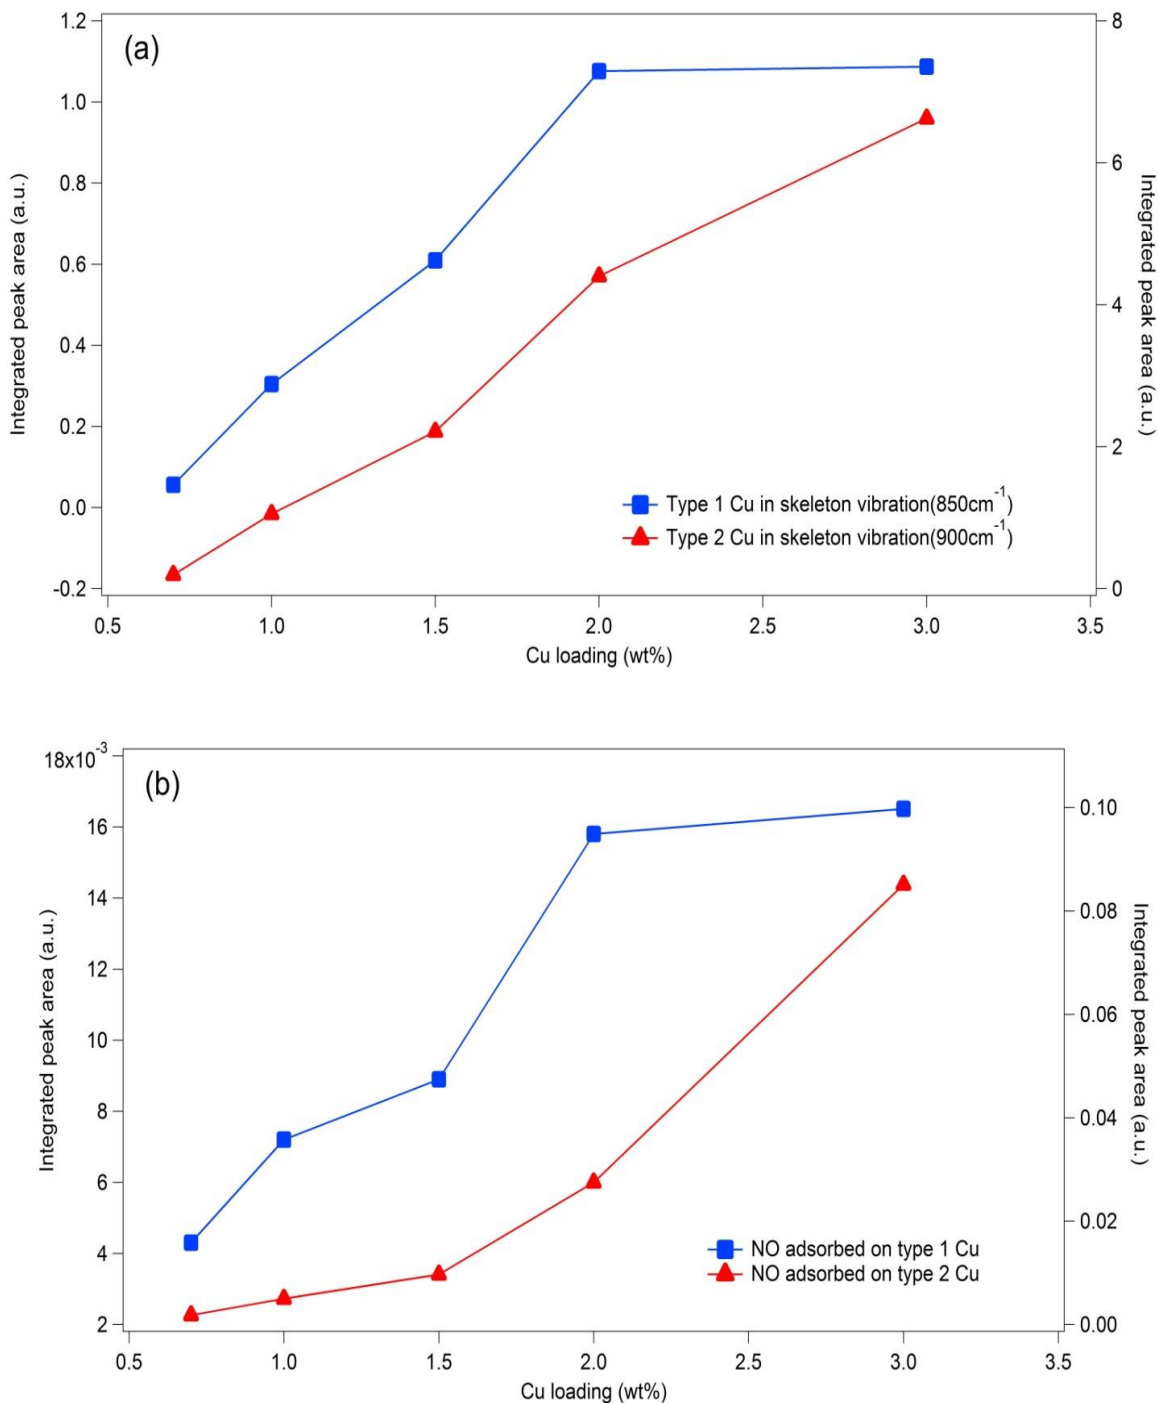 (a)
Integrated peak area (a.u.)
1.2
1.0
0.8
0.6
0.4
0.2
0.0
-0.2
8
6
4
2
0
Integrated peak area (a.u.)
Type 1 Cu in skeleton vibration(850cm⁻¹)
Type 2 Cu in skeleton vibration(900cm⁻¹)
0.5 1.0 1.5 2.0 2.5 3.0 3.5
Cu loading (wt%)
(b)
Integrated peak area (a.u.)
18x10⁻³
16
14
12
10
8
6
4
2
0.10
0.08
0.06
0.04
0.02
0.00
Integrated peak area (a.u.)
NO adsorbed on type 1 Cu
NO adsorbed on type 2 Cu
0.5 1.0 1.5 2.0 2.5 3.0 3.5
Cu loading (wt%)